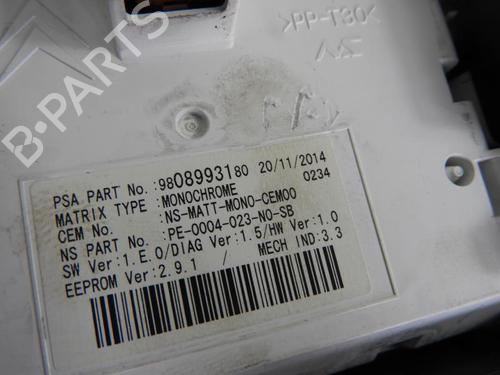 >PP-T30<
B-PARTS
PSA PART No.:9808993180 20/11/2014
MATRIX TYPE :MONOCHROME 0234
CEM No. :NS-MATT-MONO-CEM00
NS PART No. :PE-0004-023-NO-SB
SW Ver:1.E.0/DIAG Ver:1.5/HW Ver:1.0
EEPROM Ver:2.9.1 / MECH IND:3.3